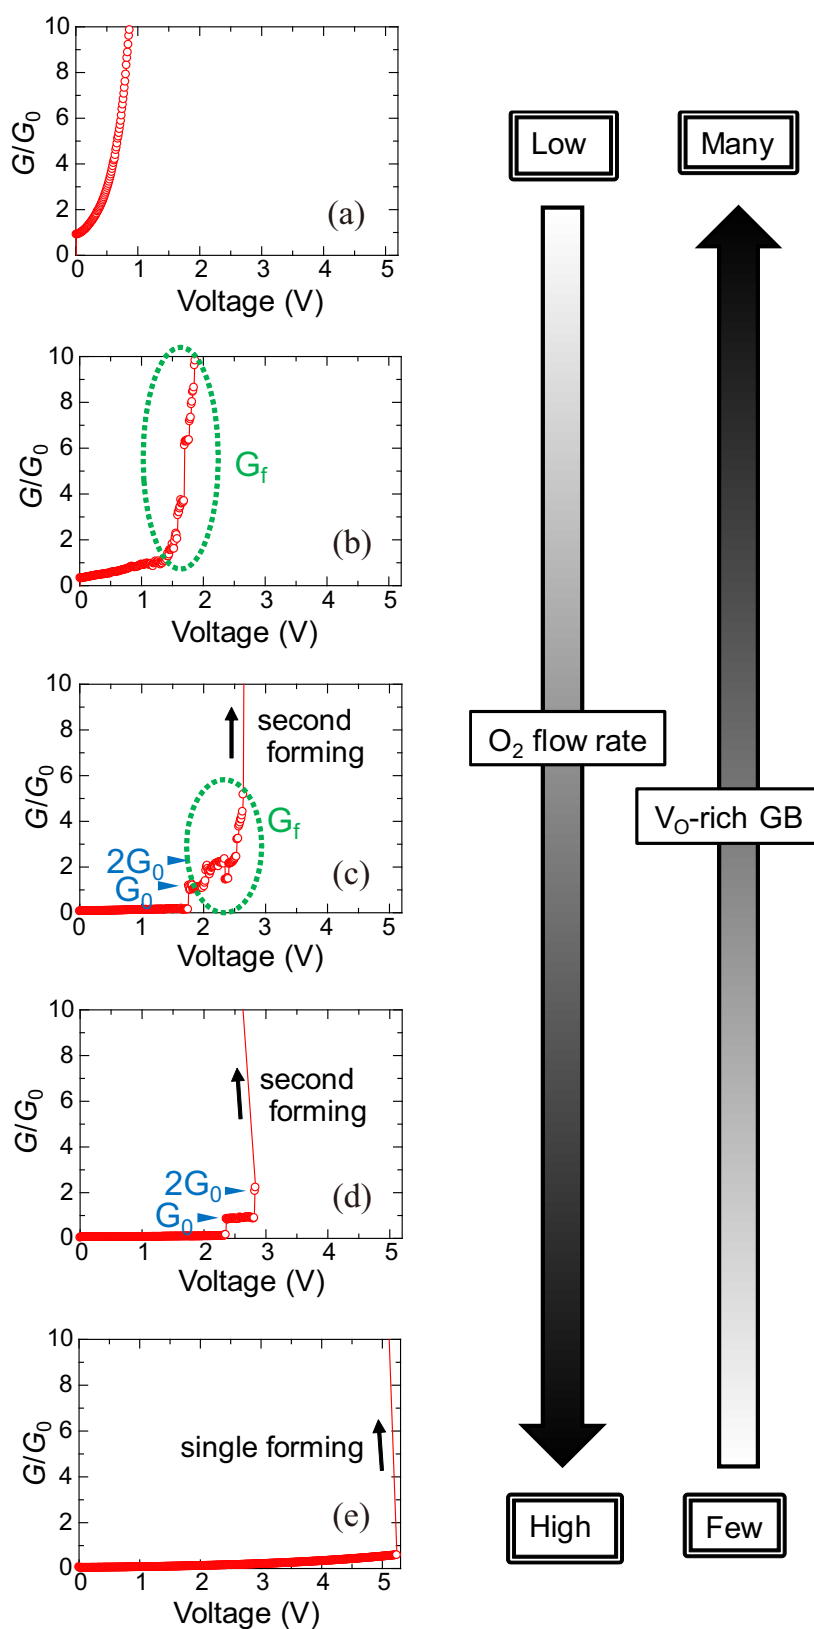 10
8
6
4
2
0
G/G₀
(a)
0 1 2 3 4 5
Voltage (V)
Low
Many
10
8
6
4
2
0
G/G₀
G_f
(b)
0 1 2 3 4 5
Voltage (V)
10
8
6
4
2
0
G/G₀
second
forming
G_f
2G₀
G₀
(c)
0 1 2 3 4 5
Voltage (V)
O₂ flow rate
V_O-rich GB
10
8
6
4
2
0
G/G₀
second
forming
2G₀
G₀
(d)
0 1 2 3 4 5
Voltage (V)
10
8
6
4
2
0
G/G₀
single forming
(e)
0 1 2 3 4 5
Voltage (V)
High
Few